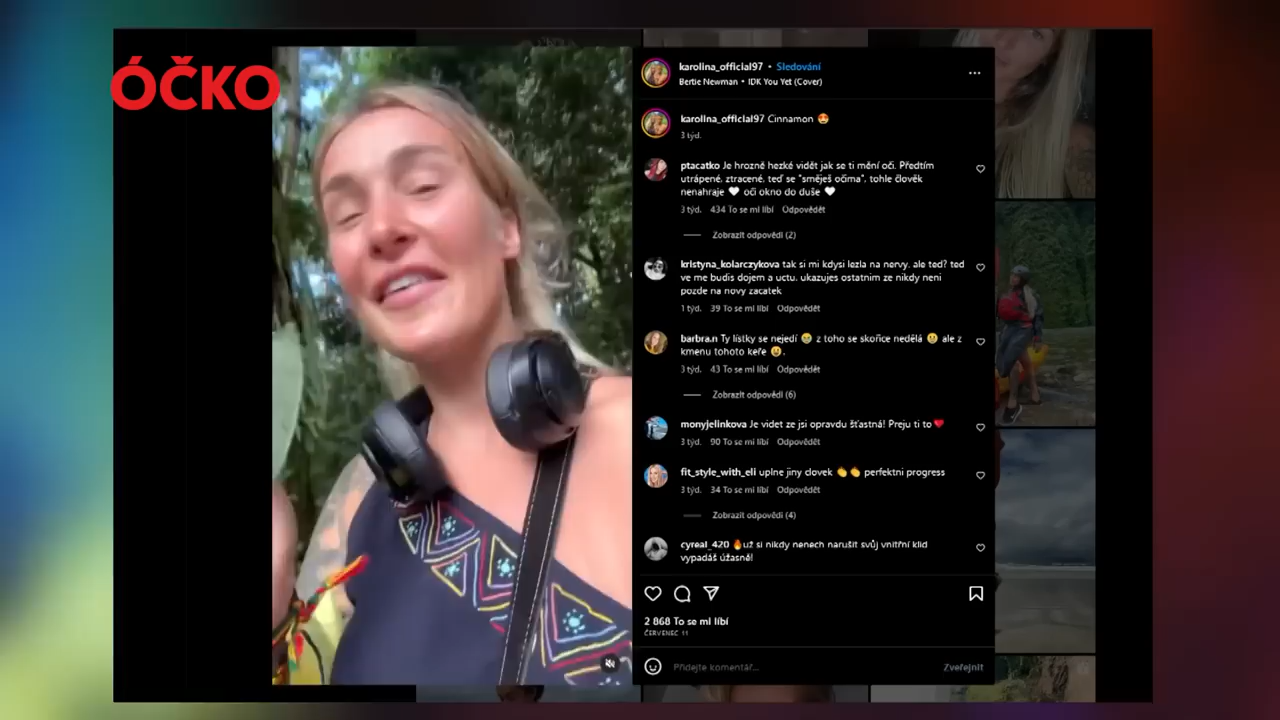 ÓČKO
karolina_official97 • Sledování
Bertie Newman • IDK You Yet (Cover)
karolina_official97 Cinnamon 😍
3 týd.
ptacatko Je hrozně hezké vidět jak se ti mění oči. Předtím
utrápené, ztracené, teď se "směješ očima", tohle člověk
nenahraje 🤍 oči okno do duše 🤍
3 týd. 434 To se mi líbí Odpovědět
Zobrazit odpovědi (2)
kristyna_kolarczykova tak si mi kdysi lezla na nervy. ale ted? ted
ve me budis dojem a uctu. ukazujes ostatnim ze nikdy neni
pozde na novy zacatek
1 týd. 39 To se mi líbí Odpovědět
barbra.n Ty lístky se nejedí 🥹 z toho se skořice nedělá 🥹 ale z
kmenu tohoto keře 😉.
3 týd. 43 To se mi líbí Odpovědět
Zobrazit odpovědi (6)
monyjelinkova Je videt ze jsi opravdu šťastná! Preju ti to❤️
3 týd. 90 To se mi líbí Odpovědět
fit_style_with_eli uplne jiny clovek 👏👏 perfektni progress
3 týd. 34 To se mi líbí Odpovědět
Zobrazit odpovědi (4)
cyreal_420 🔥už si nikdy nenech narušit svůj vnitřní klid
vypadáš úžasně!
2 868 To se mi líbí
ČERVENEC 11
Přidejte komentář...
Zveřejnit